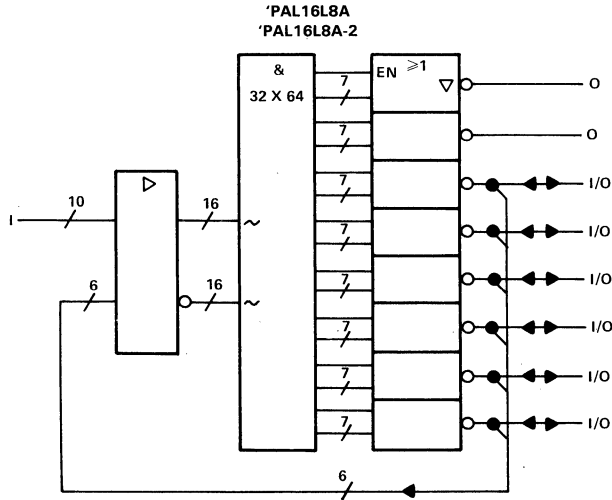 'PAL16L8A
'PAL16L8A-2
&
32 X 64
EN ⩾1
▽
7
O
7
O
7
I/O
▷
I
10
16
~
7
I/O
6
16
~
7
I/O
7
I/O
7
I/O
7
I/O
6